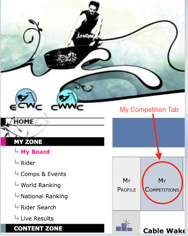 ECWC CWWC
My Competition Tab
HOME
MY ZONE
My Board
Rider
Comps & Events
World Ranking
National Ranking
Rider Search
Live Results
CONTENT ZONE
MY
PROFILE
MY
COMPETITIONS
Cable Wake